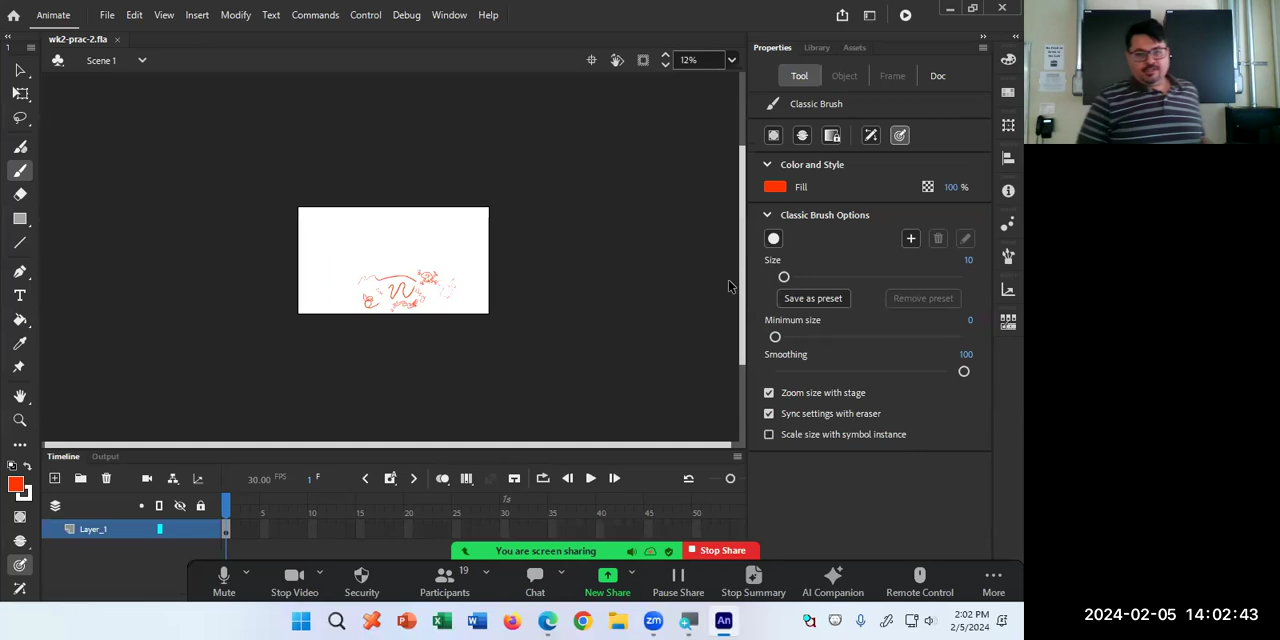 Animate File Edit View Insert Modify Text Commands Control Debug Window Help
wk2-prac-2.fla ×
Scene 1 12%
Properties Library Assets
Tool Object Frame Doc
Classic Brush
Color and Style
Fill 100 %
Classic Brush Options
Size 10
Save as preset Remove preset
Minimum size 0
Smoothing 100
Zoom size with stage
Sync settings with eraser
Scale size with symbol instance
Timeline Output
30.00 FPS 1 F
1s
5 10 15 20 25 30 35 40 45 50
Layer_1
You are screen sharing Stop Share
19
Mute Stop Video Security Participants Chat New Share Pause Share Stop Summary AI Companion Remote Control More
2:02 PM
2/5/2024
2024-02-05 14:02:43